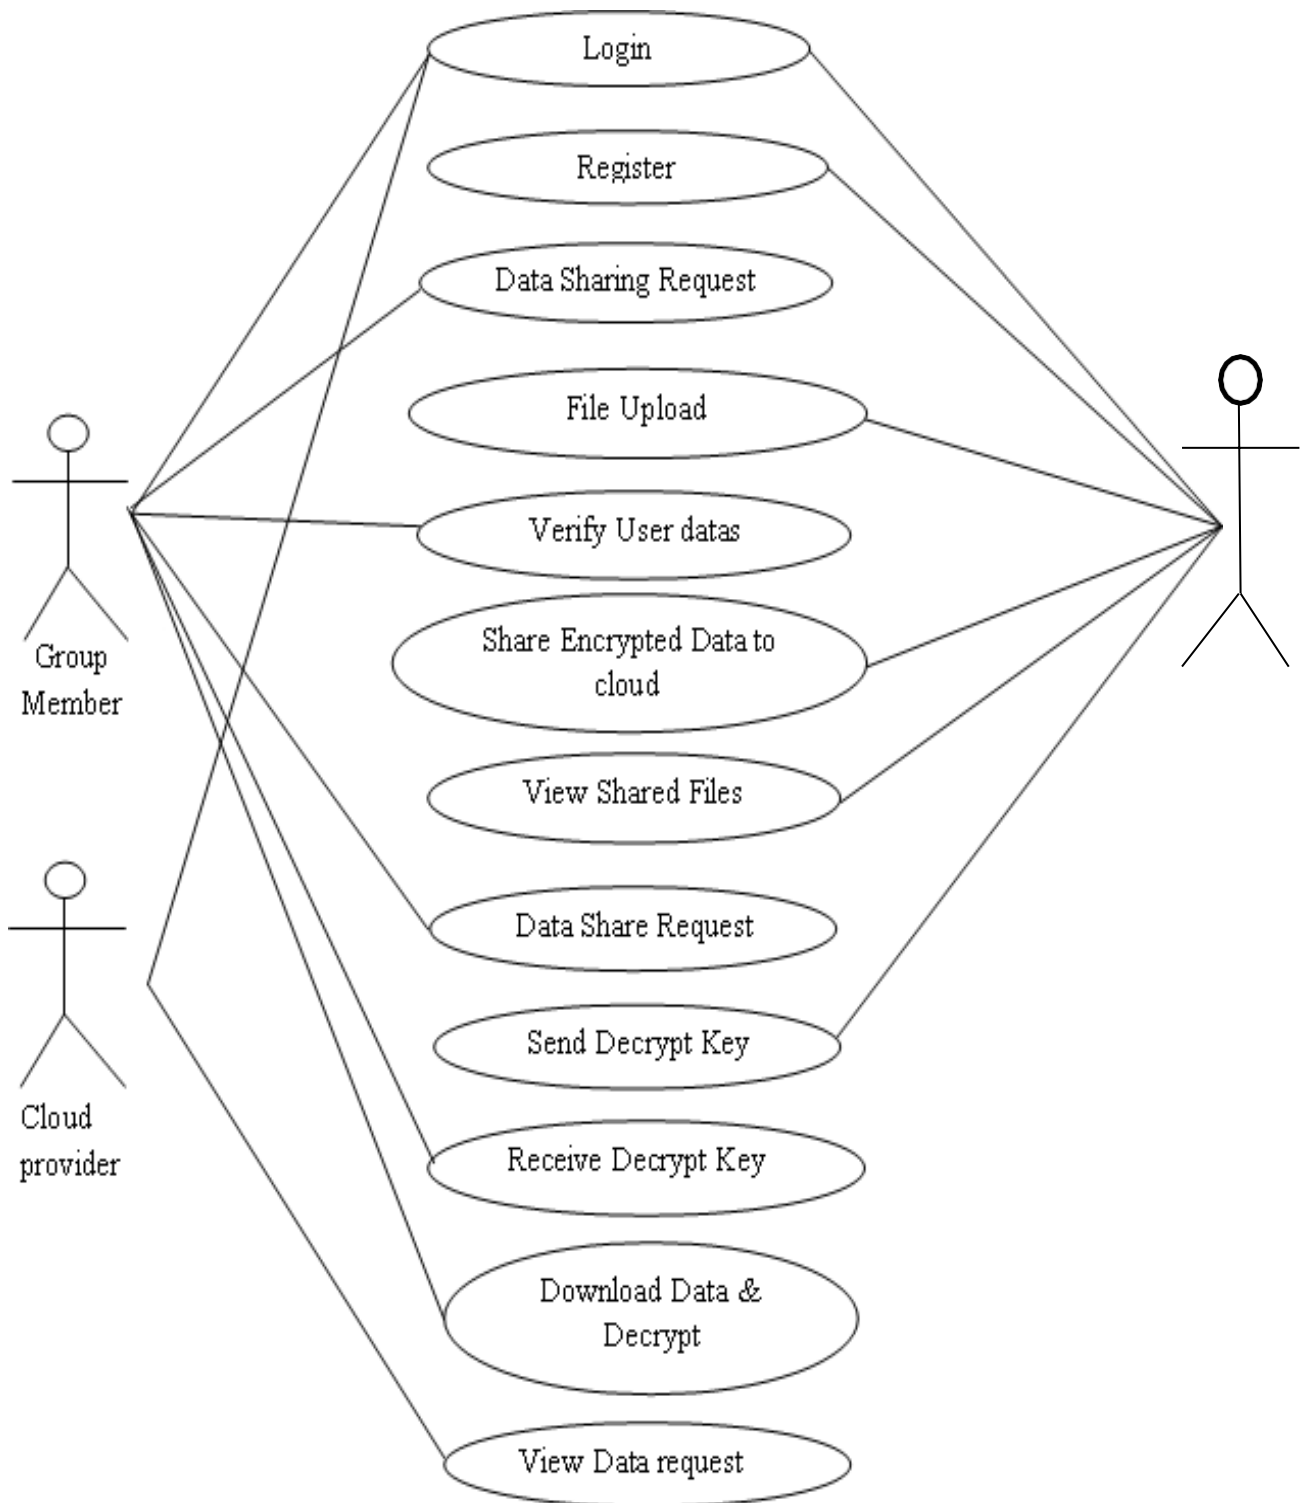 Login
Register
Data Sharing Request
File Upload
Verify User datas
Share Encrypted Data to
cloud
Group
Member
View Shared Files
Data Share Request
Send Decrypt Key
Cloud
provider
Receive Decrypt Key
Download Data &
Decrypt
View Data request